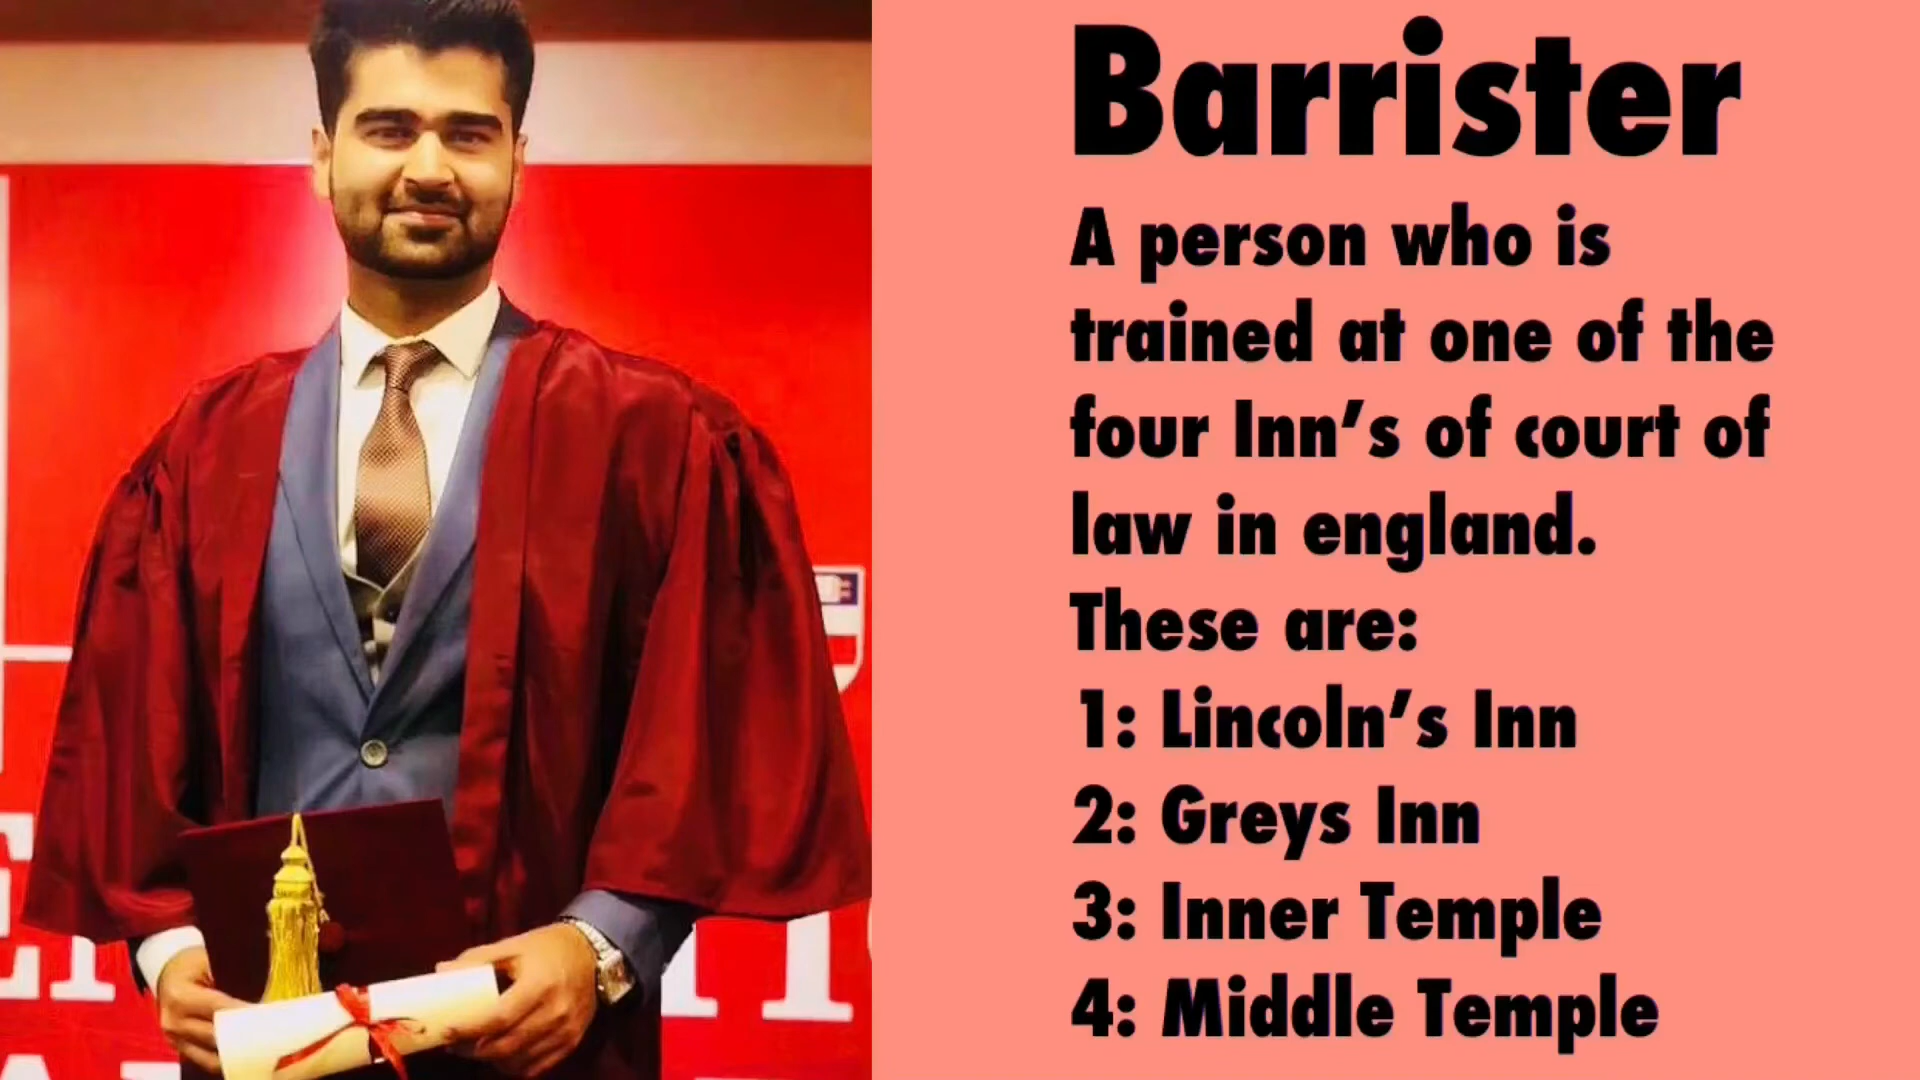 Barrister
A person who is
trained at one of the
four Inn’s of court of
law in england.
These are:
1: Lincoln’s Inn
2: Greys Inn
3: Inner Temple
4: Middle Temple